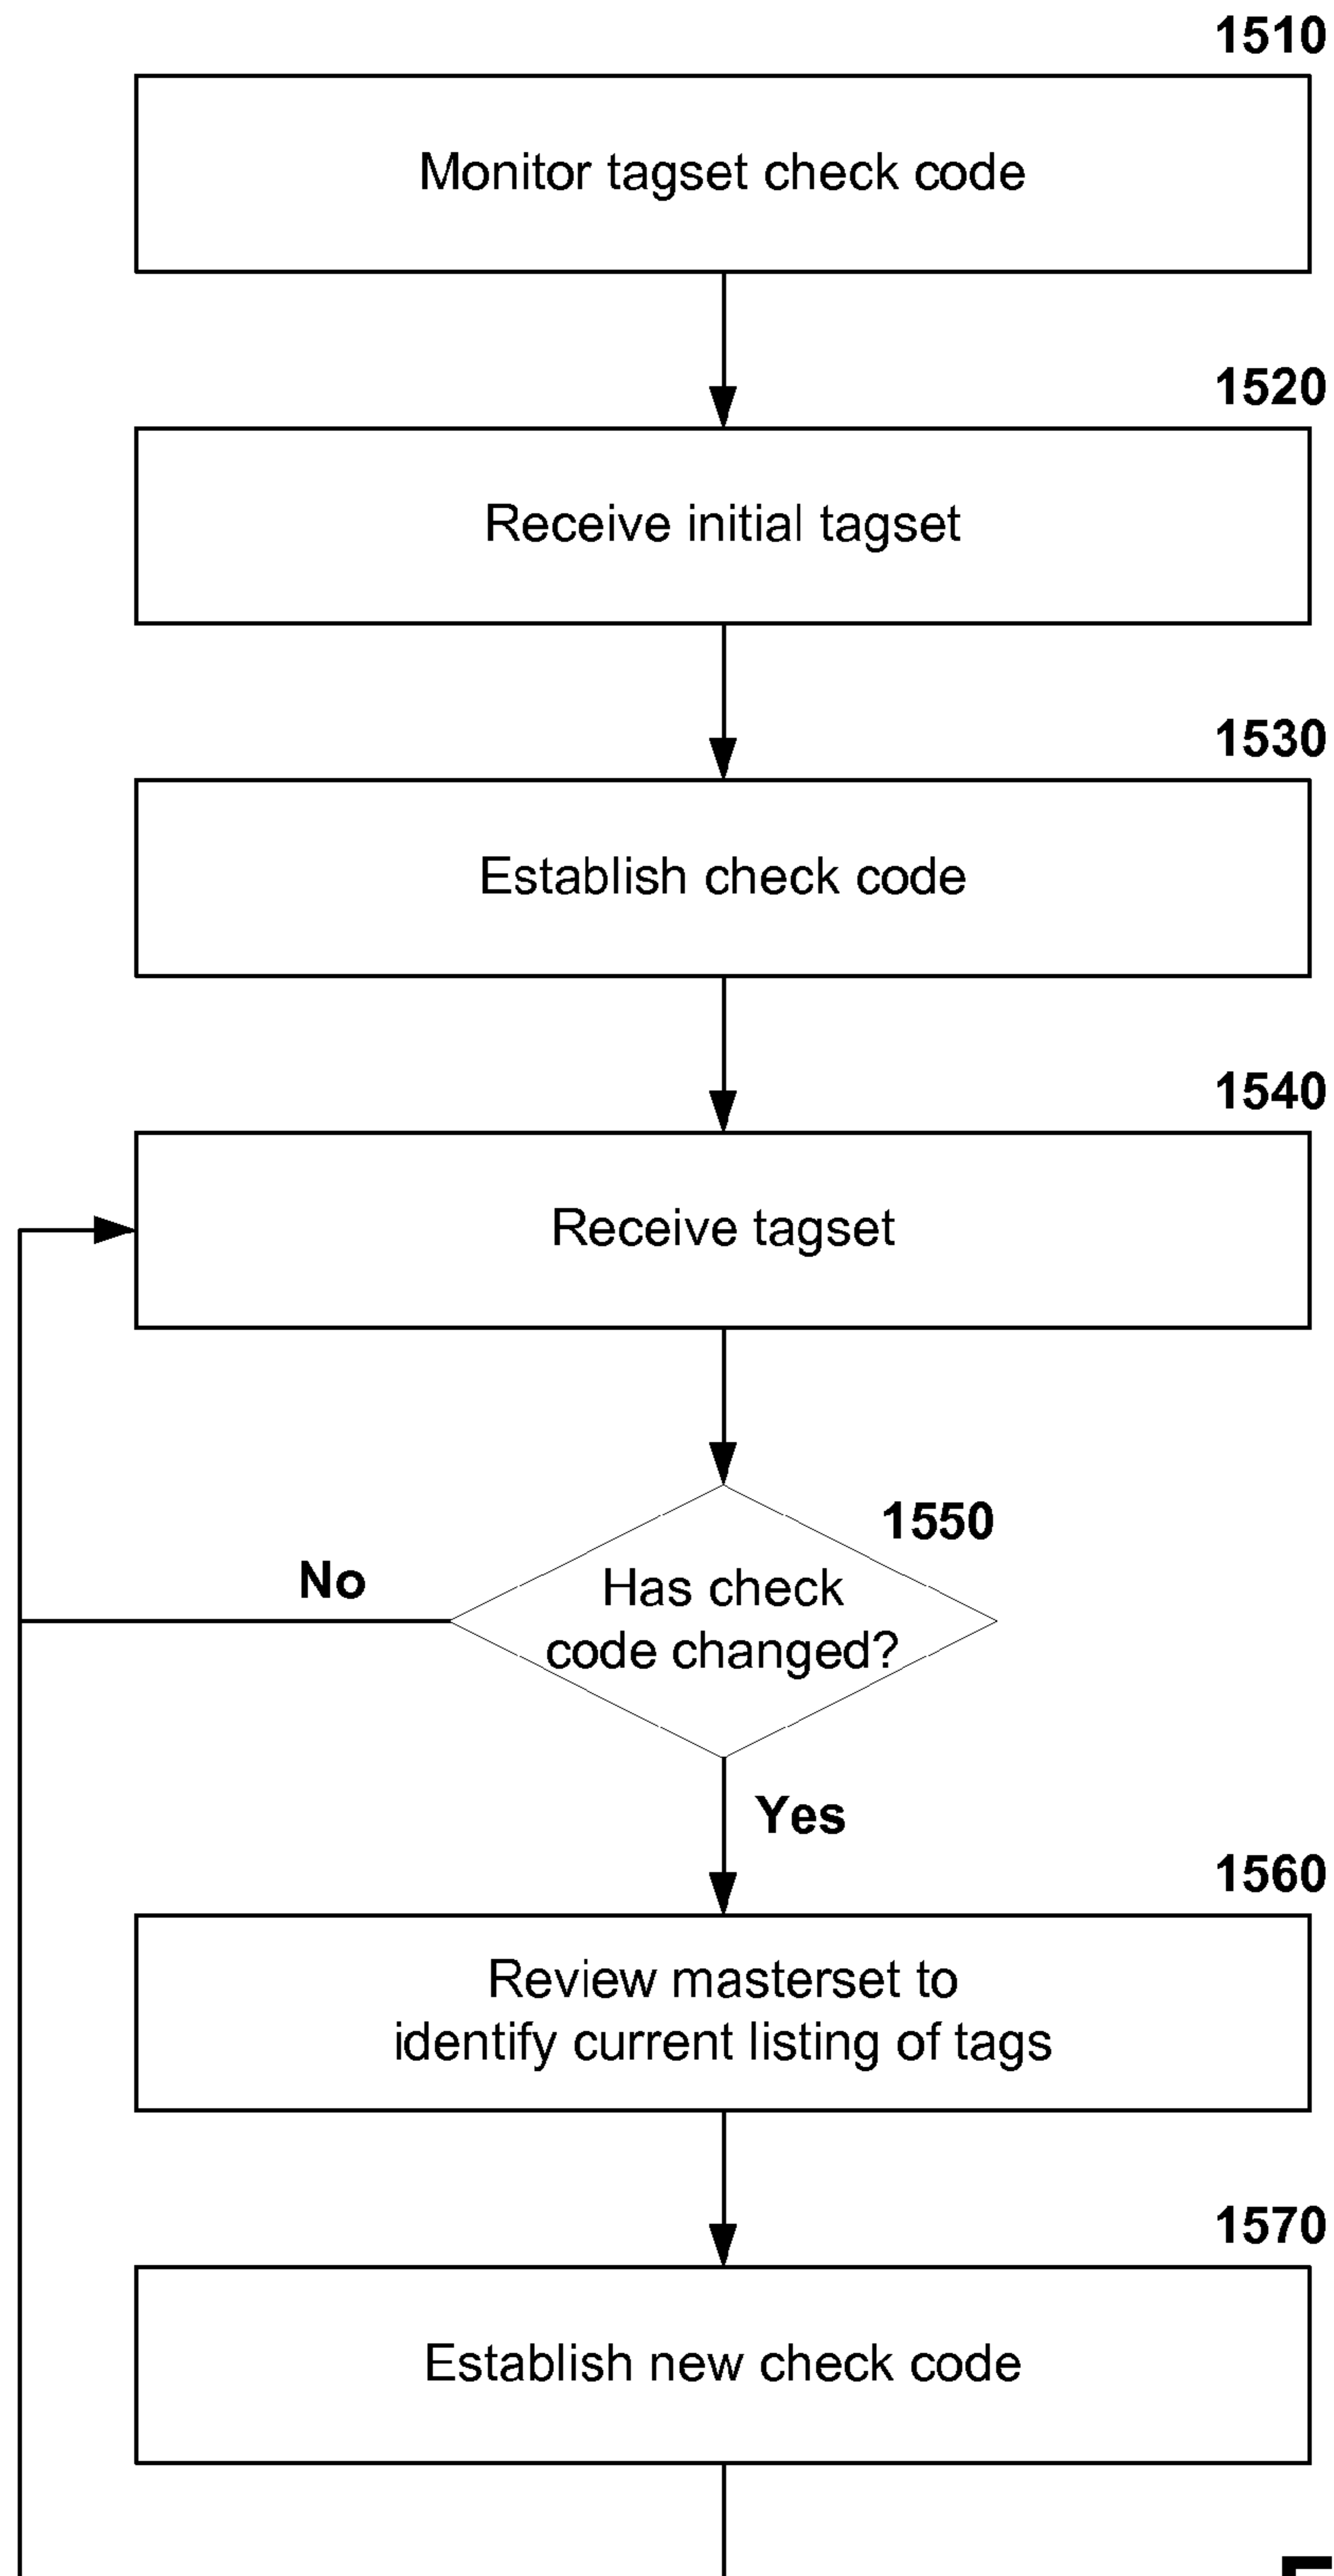 1510
Monitor tagset check code
1520
Receive initial tagset
1530
Establish check code
1540
Receive tagset
1550
Has check
code changed?
No
Yes
1560
Review masterset to
identify current listing of tags
1570
Establish new check code